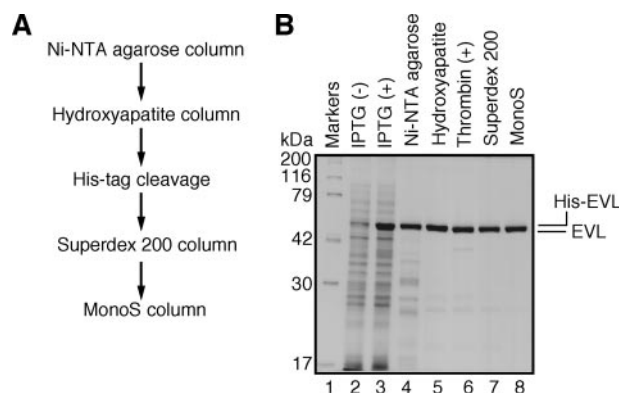 A
Ni-NTA agarose column
Hydroxyapatite column
His-tag cleavage
Superdex 200 column
MonoS column
B
kDa
Markers
IPTG (-)
IPTG (+)
Ni-NTA agarose
Hydroxyapatite
Thrombin (+)
Superdex 200
MonoS
200
116
79
42
30
17
His-EVL
EVL
1 2 3 4 5 6 7 8